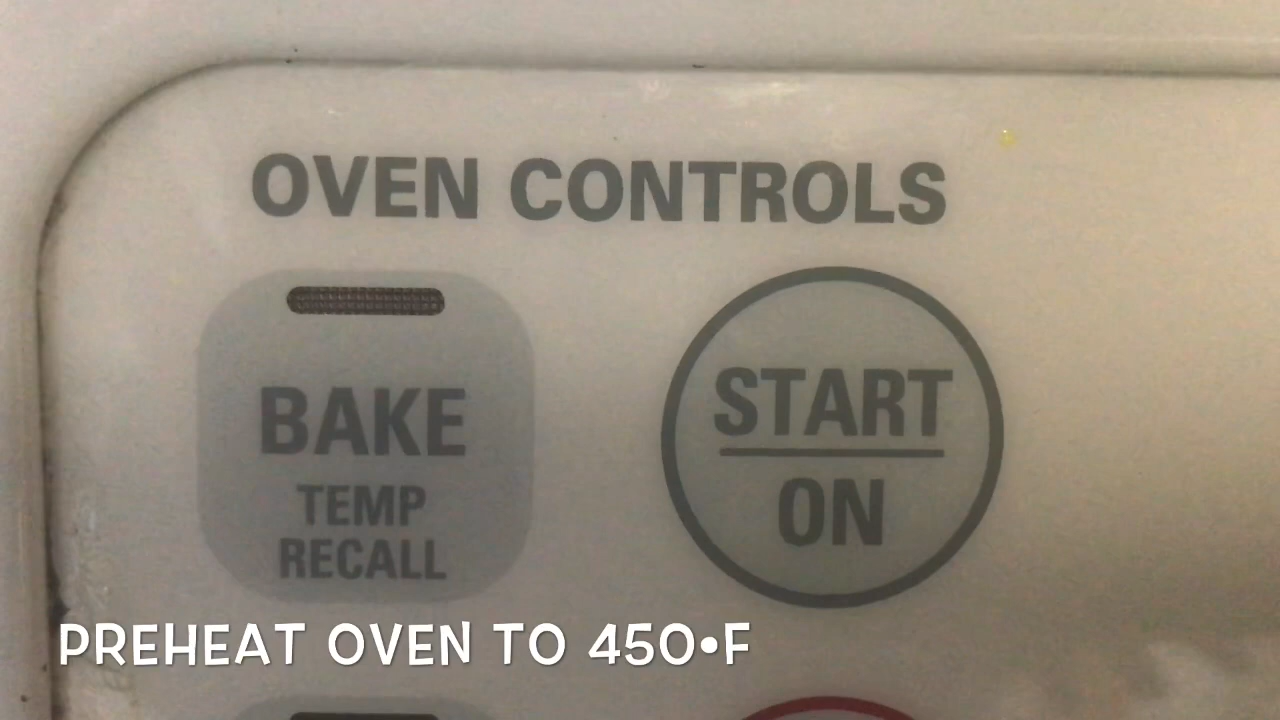 OVEN CONTROLS
BAKE
TEMP
RECALL
START
ON
PREHEAT OVEN TO 450•F